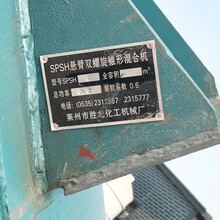 SPSH悬臂双螺旋锥形混合机
型号SPSH 全容积 m³
总功率 装载系数 0.6
电话(0535)2312867 2315777
莱州市胜龙化工机械厂